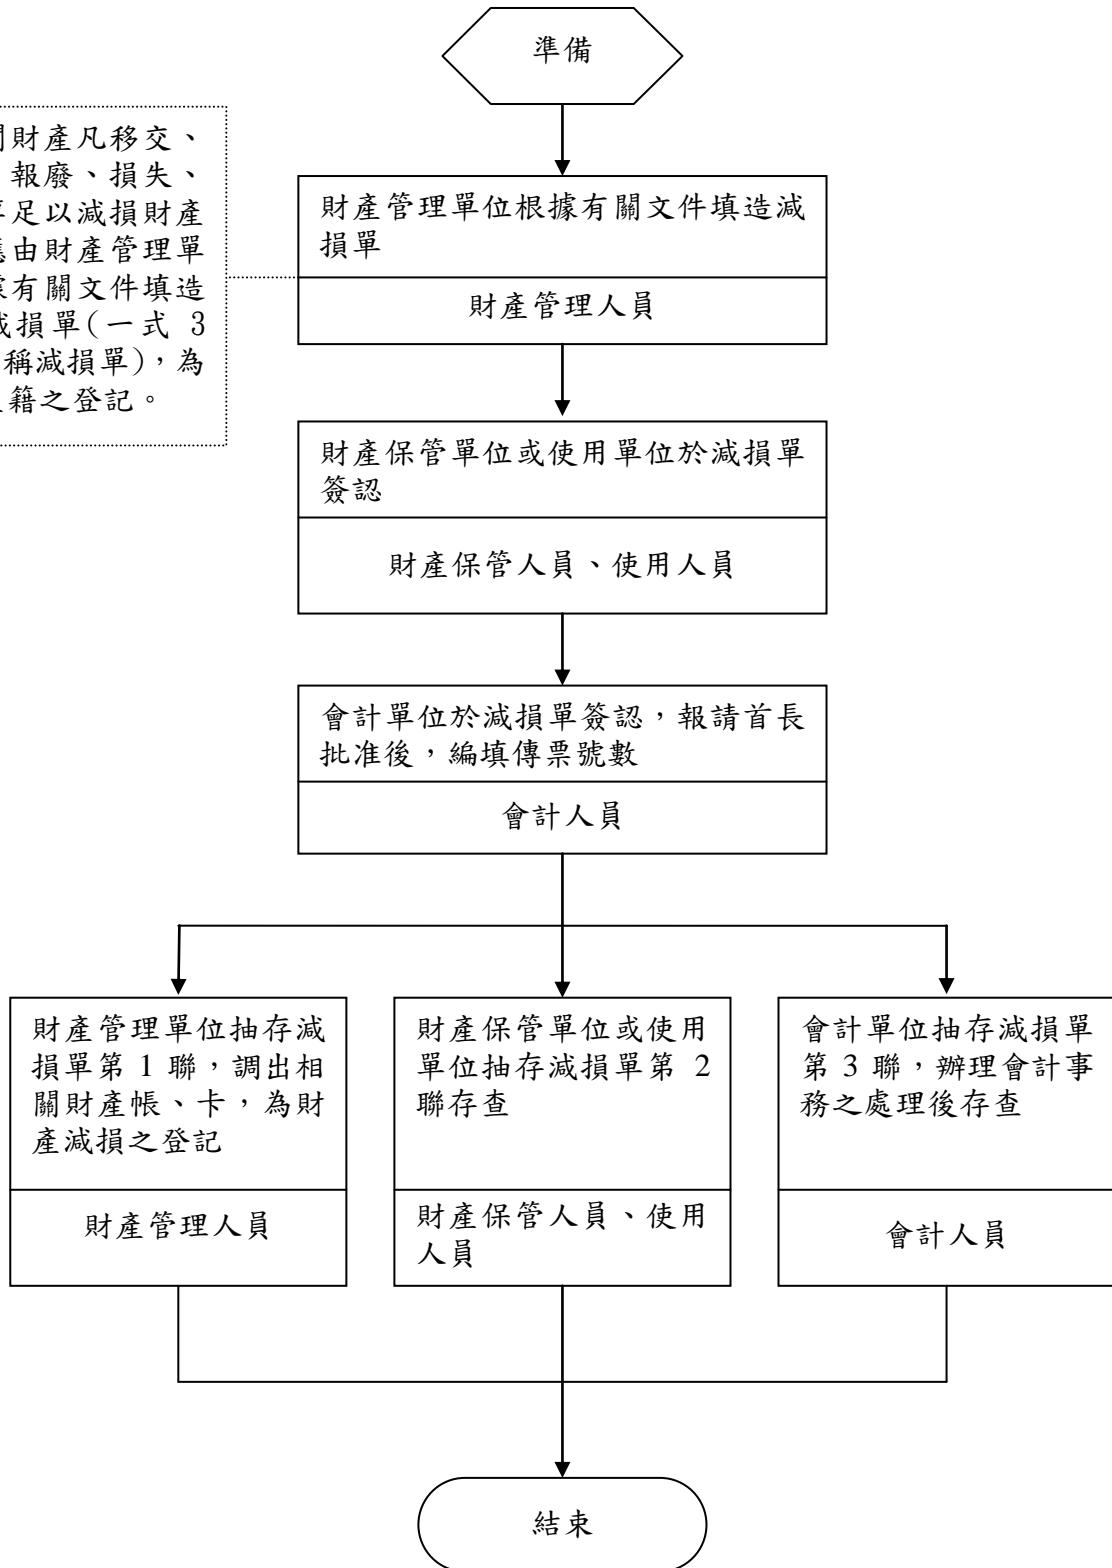 準備
財產凡移交、
報廢、損失、
足以減損財產
由財產管理單
有關文件填造
減損單(一式 3
稱減損單),為
籍之登記。
財產管理單位根據有關文件填造減
損單
財產管理人員
財產保管單位或使用單位於減損單
簽認
財產保管人員、使用人員
會計單位於減損單簽認,報請首長
批准後,編填傳票號數
會計人員
財產管理單位抽存減
損單第 1 聯,調出相
關財產帳、卡,為財
產減損之登記
財產管理人員
財產保管單位或使用
單位抽存減損單第 2
聯存查
財產保管人員、使用
人員
會計單位抽存減損單
第 3 聯,辦理會計事
務之處理後存查
會計人員
結束